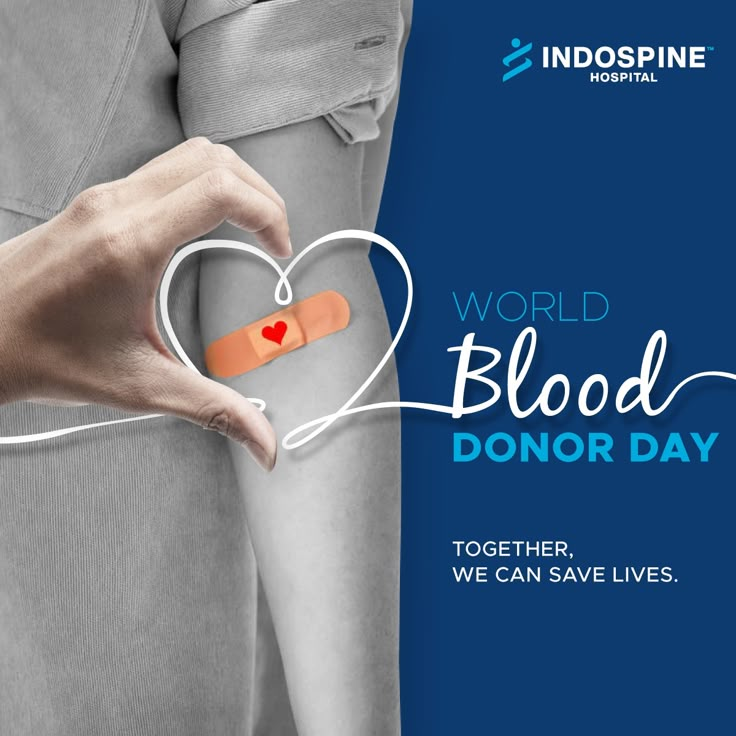 INDOSPINE™
HOSPITAL
WORLD
Blood
DONOR DAY
TOGETHER,
WE CAN SAVE LIVES.